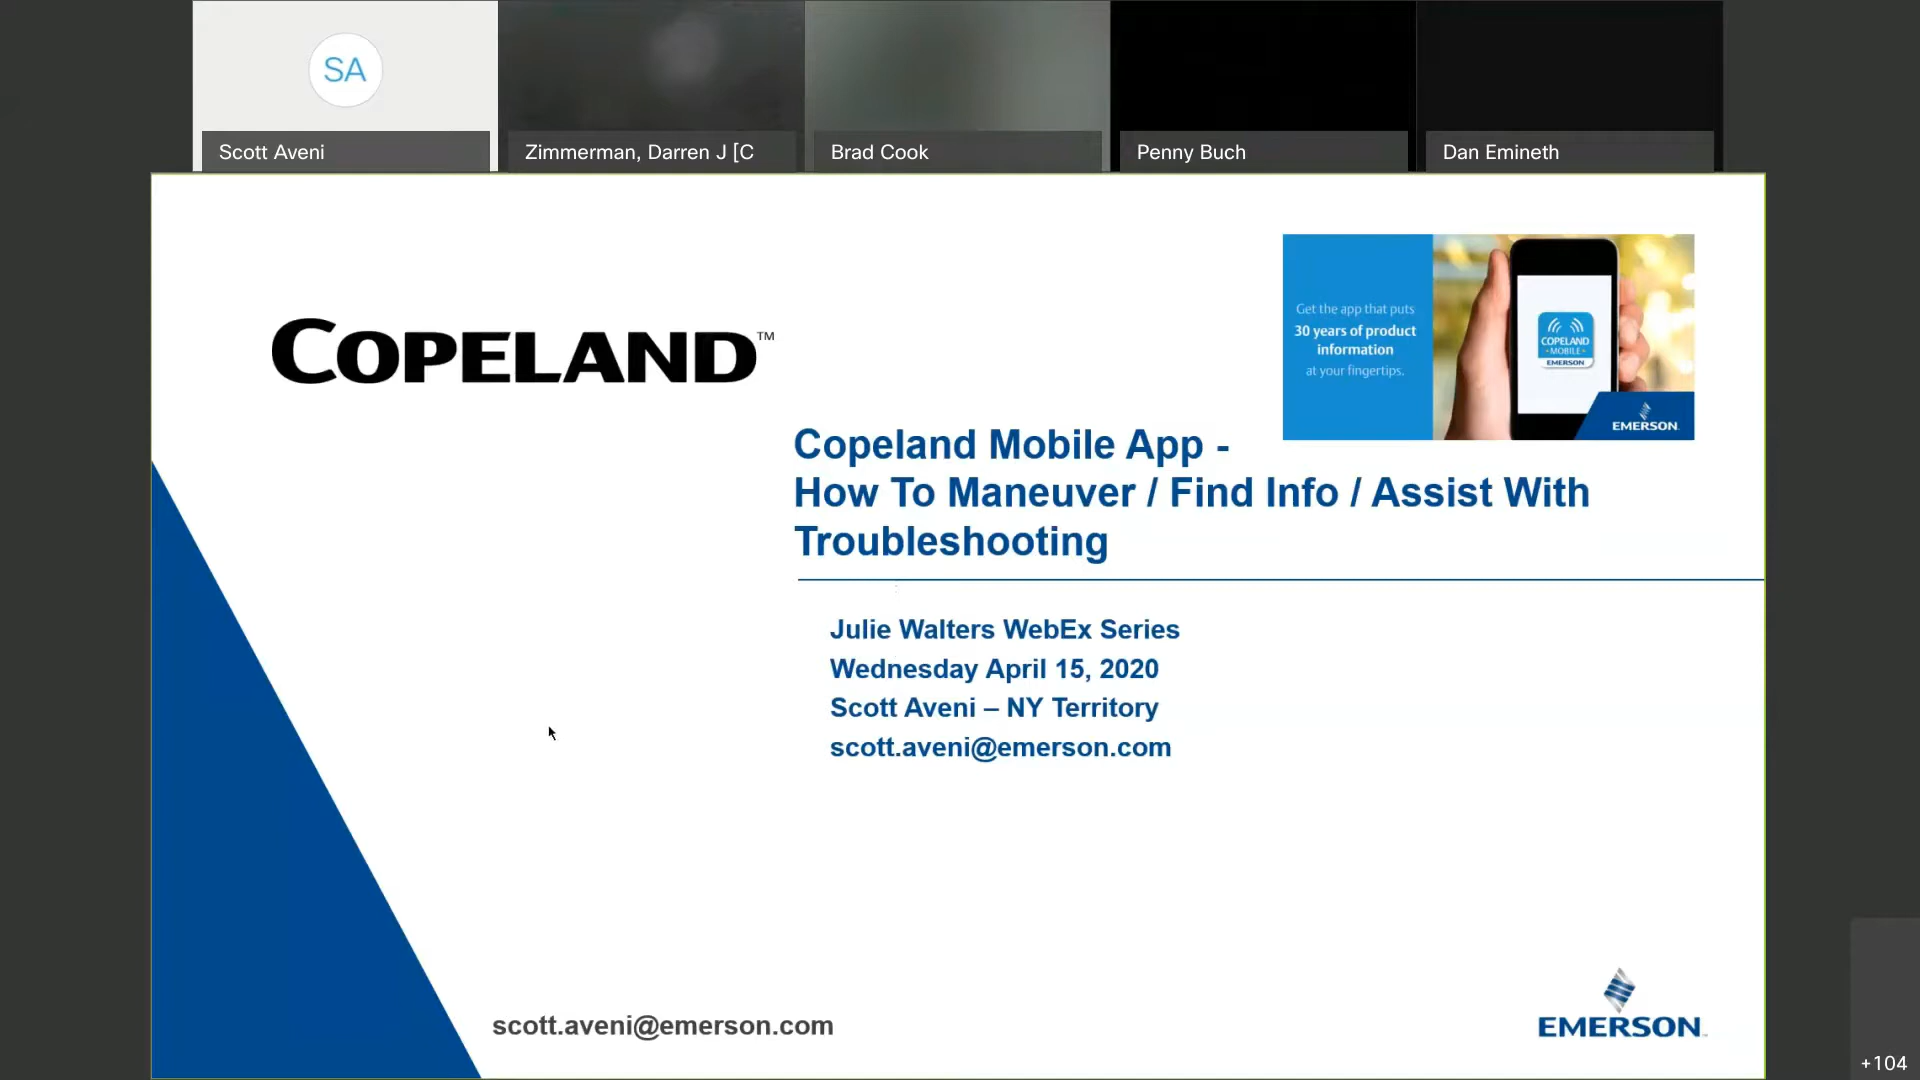 SA
Scott Aveni
Zimmerman, Darren J [C
Brad Cook
Penny Buch
Dan Emineth
COPELAND™
Get the app that puts
30 years of product
information
at your fingertips.
COPELAND
• MOBILE •
EMERSON
EMERSON
Copeland Mobile App -
How To Maneuver / Find Info / Assist With
Troubleshooting
Julie Walters WebEx Series
Wednesday April 15, 2020
Scott Aveni – NY Territory
scott.aveni@emerson.com
scott.aveni@emerson.com
EMERSON
+104